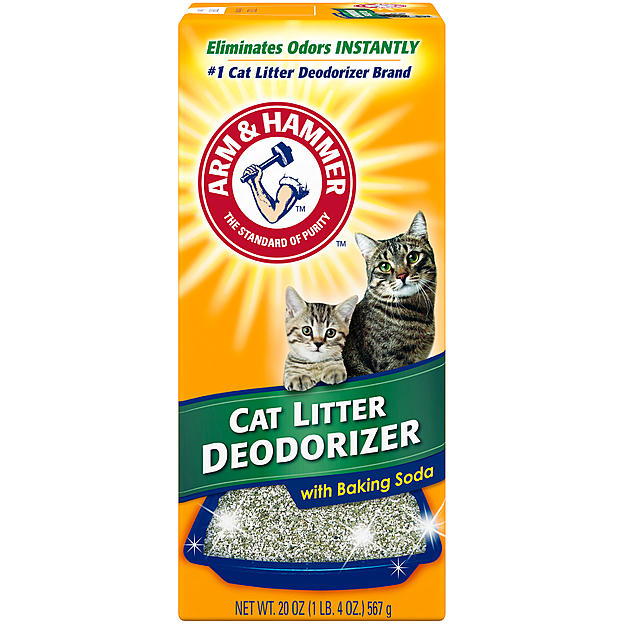 Eliminates Odors INSTANTLY
#1 Cat Litter Deodorizer Brand
ARM & HAMMER
TM
THE STANDARD OF PURITY
TM
CAT LITTER
DEODORIZER
with Baking Soda
NET WT. 20 OZ (1 LB. 4 OZ.) 567 g